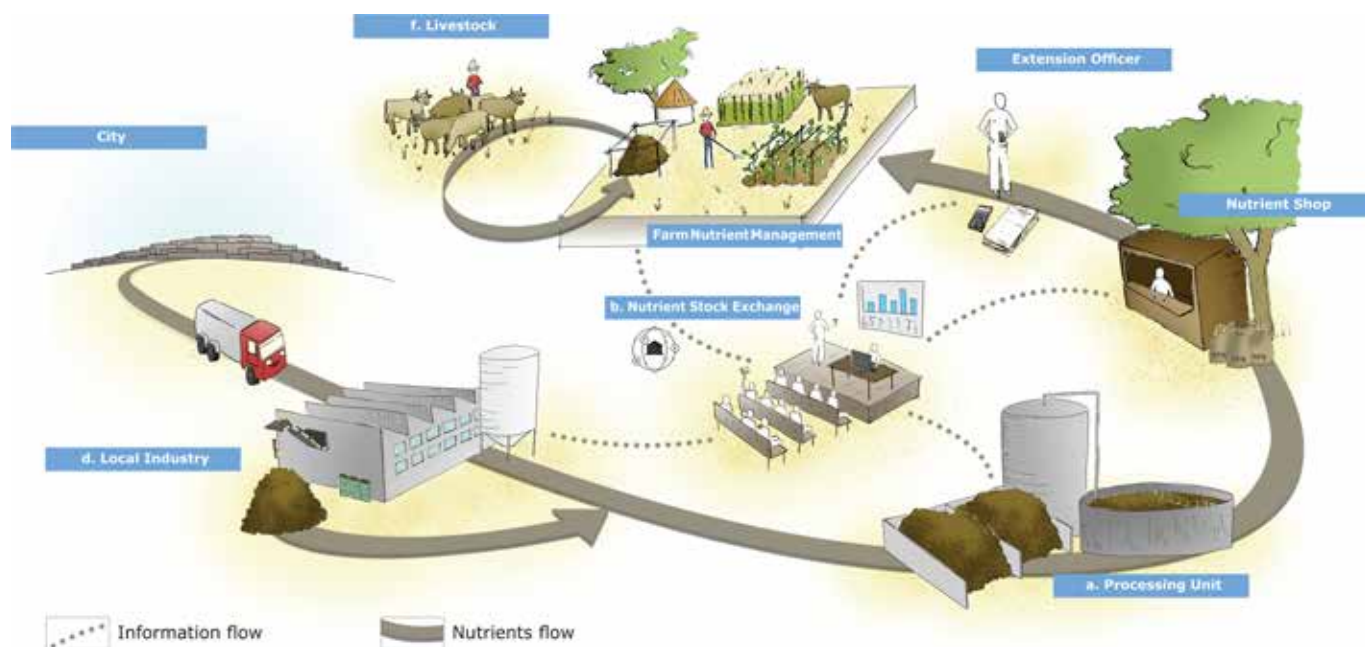 f. Livestock
Extension Officer
City
Nutrient Shop
Farm Nutrient Management
b. Nutrient Stock Exchange
d. Local Industry
a. Processing Unit
Information flow
Nutrients flow